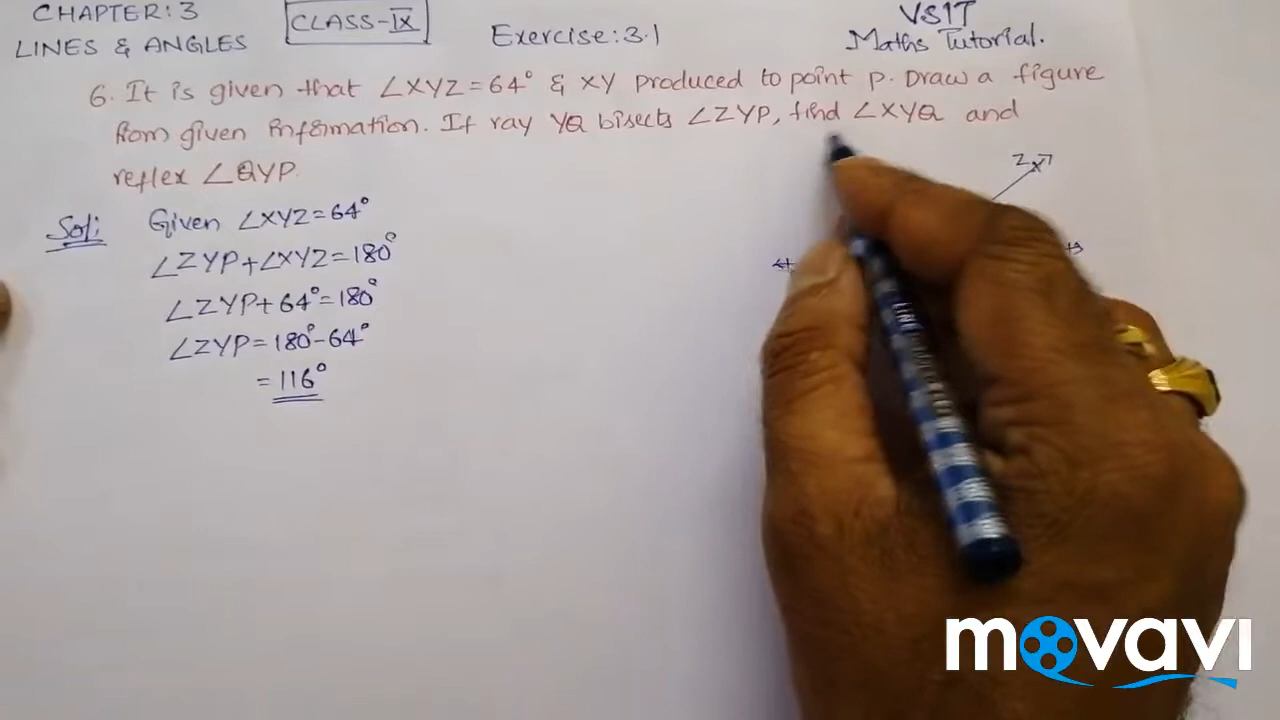 CHAPTER:3
LINES & ANGLES
CLASS-IX
Exercise:3.1
VSIT
Maths Tutorial.
6. It is given that ∠XYZ=64° & XY produced to point P. Draw a figure
from given information. If ray YQ bisects ∠ZYP, find ∠XYQ and
reflex ∠QYP.
Sol: Given ∠XYZ=64°
∠ZYP+∠XYZ=180°
∠ZYP+64°=180°
∠ZYP=180°-64°
=116°
Z
LINC
movavi